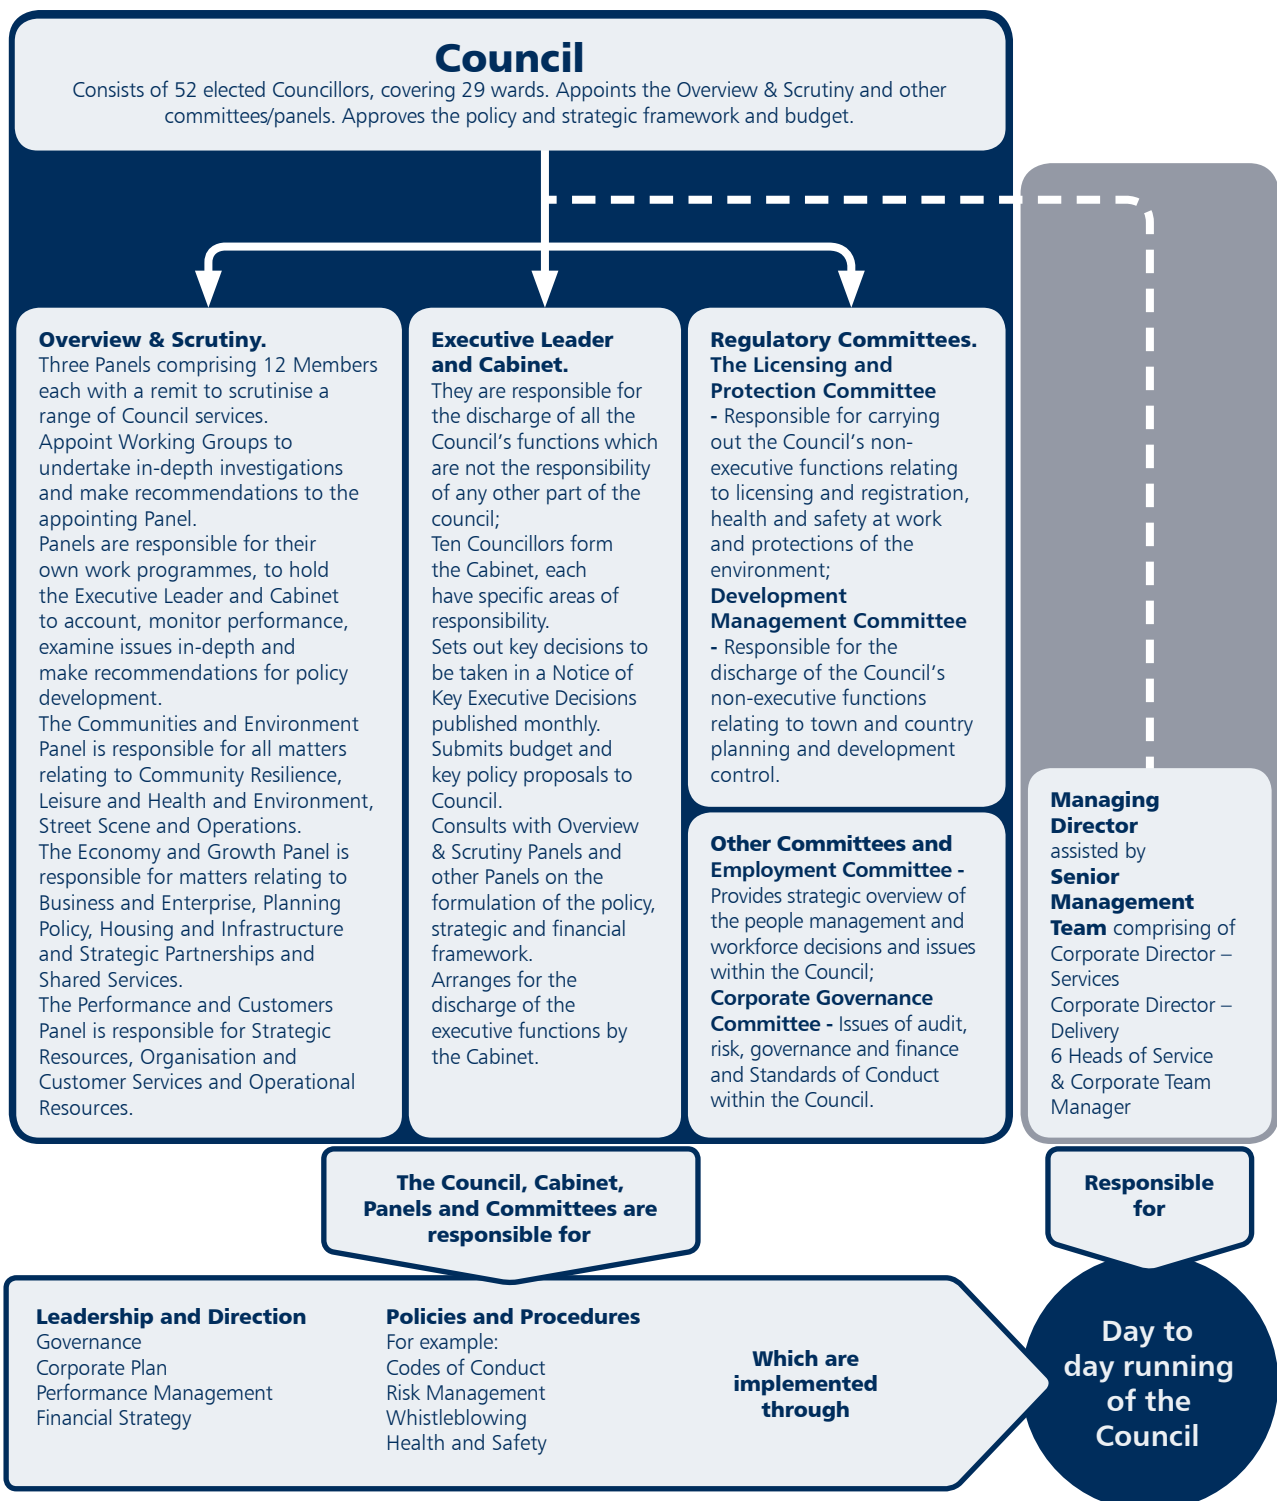 Council
Consists of 52 elected Councillors, covering 29 wards. Appoints the Overview & Scrutiny and other
committees/panels. Approves the policy and strategic framework and budget.
Overview & Scrutiny.
Three Panels comprising 12 Members
each with a remit to scrutinise a
range of Council services.
Appoint Working Groups to
undertake in-depth investigations
and make recommendations to the
appointing Panel.
Panels are responsible for their
own work programmes, to hold
the Executive Leader and Cabinet
to account, monitor performance,
examine issues in-depth and
make recommendations for policy
development.
The Communities and Environment
Panel is responsible for all matters
relating to Community Resilience,
Leisure and Health and Environment,
Street Scene and Operations.
The Economy and Growth Panel is
responsible for matters relating to
Business and Enterprise, Planning
Policy, Housing and Infrastructure
and Strategic Partnerships and
Shared Services.
The Performance and Customers
Panel is responsible for Strategic
Resources, Organisation and
Customer Services and Operational
Resources.
Executive Leader
and Cabinet.
They are responsible for
the discharge of all the
Council's functions which
are not the responsibility
of any other part of the
council;
Ten Councillors form
the Cabinet, each
have specific areas of
responsibility.
Sets out key decisions to
be taken in a Notice of
Key Executive Decisions
published monthly.
Submits budget and
key policy proposals to
Council.
Consults with Overview
& Scrutiny Panels and
other Panels on the
formulation of the policy,
strategic and financial
framework.
Arranges for the
discharge of the
executive functions by
the Cabinet.
Regulatory Committees.
The Licensing and
Protection Committee
- Responsible for carrying
out the Council's non-
executive functions relating
to licensing and registration,
health and safety at work
and protections of the
environment;
Development
Management Committee
- Responsible for the
discharge of the Council's
non-executive functions
relating to town and country
planning and development
control.
Other Committees and
Employment Committee -
Provides strategic overview of
the people management and
workforce decisions and issues
within the Council;
Corporate Governance
Committee - Issues of audit,
risk, governance and finance
and Standards of Conduct
within the Council.
Managing
Director
assisted by
Senior
Management
Team comprising of
Corporate Director –
Services
Corporate Director –
Delivery
6 Heads of Service
& Corporate Team
Manager
The Council, Cabinet,
Panels and Committees are
responsible for
Responsible
for
Leadership and Direction
Governance
Corporate Plan
Performance Management
Financial Strategy
Policies and Procedures
For example:
Codes of Conduct
Risk Management
Whistleblowing
Health and Safety
Which are
implemented
through
Day to
day running
of the
Council